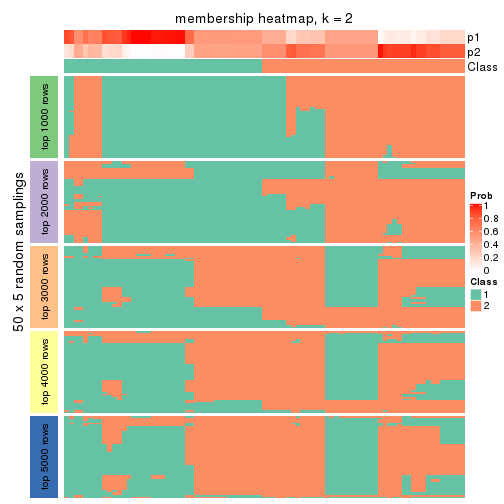 membership heatmap, k = 2
p1
p2
Class
50 x 5 random samplings
top 1000 rows
top 2000 rows
top 3000 rows
top 4000 rows
top 5000 rows
Prob
1
0.8
0.6
0.4
0.2
0
Class
1
2